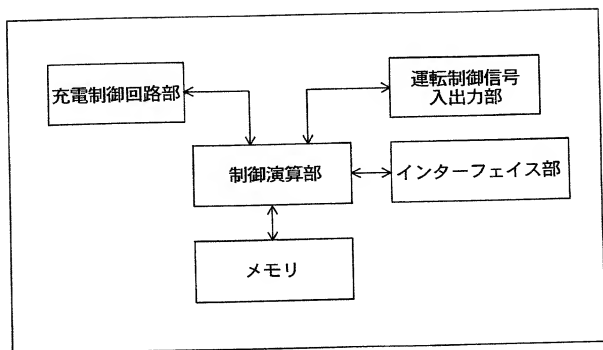 充電制御回路部
運転制御信号
入出力部
制御演算部
インターフェイス部
メモリ